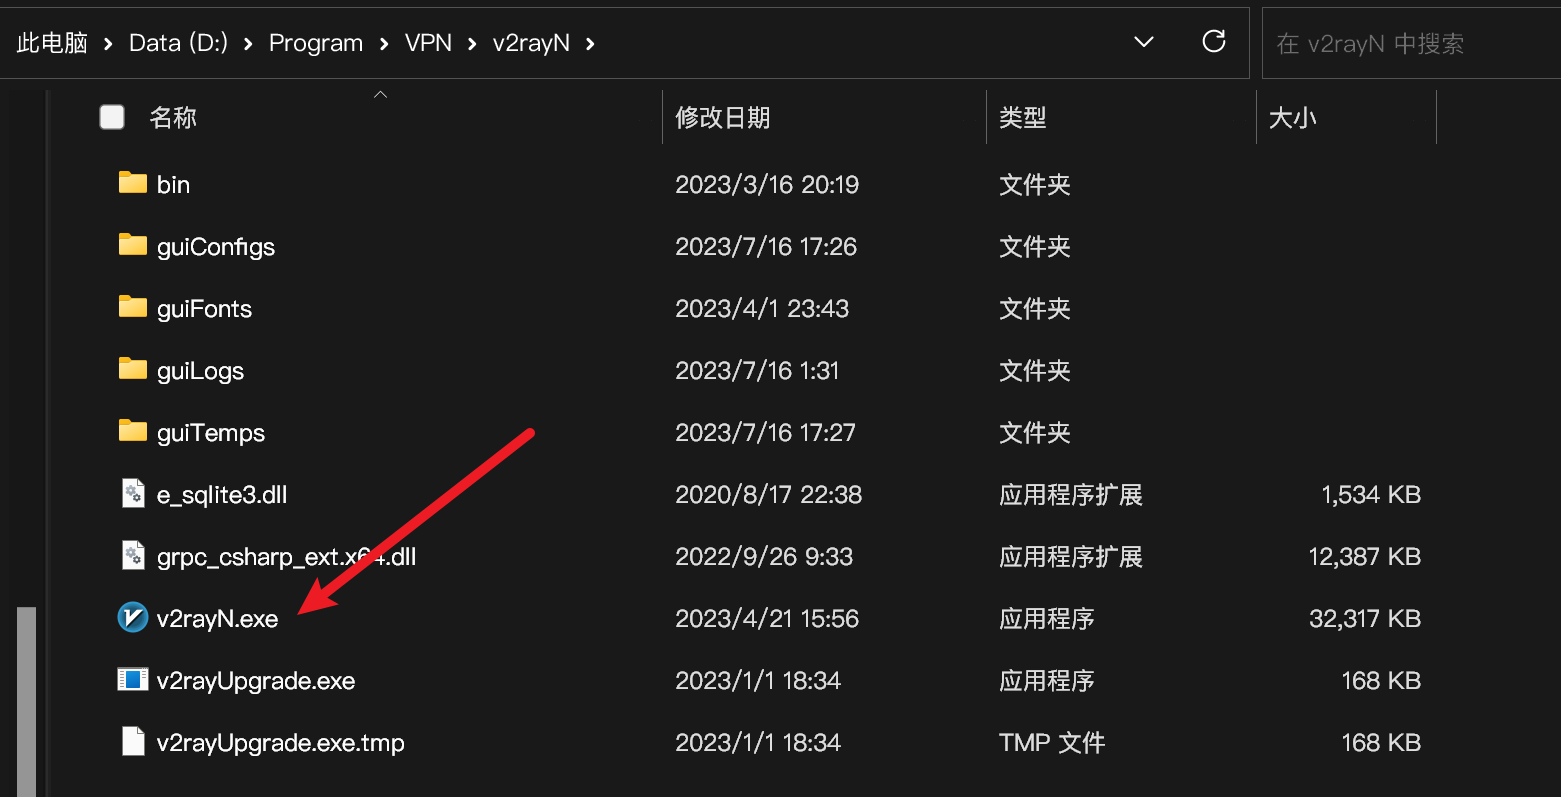 此电脑 > Data (D:) > Program > VPN > v2rayN > 在 v2rayN 中搜索
名称 修改日期 类型 大小
bin 2023/3/16 20:19 文件夹
guiConfigs 2023/7/16 17:26 文件夹
guiFonts 2023/4/1 23:43 文件夹
guiLogs 2023/7/16 1:31 文件夹
guiTemps 2023/7/16 17:27 文件夹
e_sqlite3.dll 2020/8/17 22:38 应用程序扩展 1,534 KB
grpc_csharp_ext.x64.dll 2022/9/26 9:33 应用程序扩展 12,387 KB
v2rayN.exe 2023/4/21 15:56 应用程序 32,317 KB
v2rayUpgrade.exe 2023/1/1 18:34 应用程序 168 KB
v2rayUpgrade.exe.tmp 2023/1/1 18:34 TMP 文件 168 KB